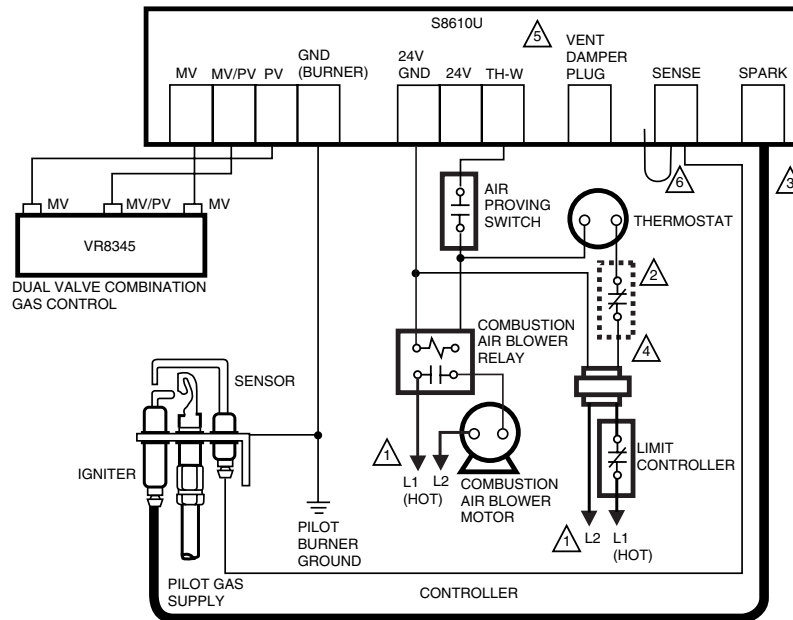 S8610U
5
MV
MV/PV
PV
GND
(BURNER)
24V
GND
24V
TH-W
VENT
DAMPER
PLUG
SENSE
SPARK
6
3
MV
MV/PV
MV
VR8345
DUAL VALVE COMBINATION
GAS CONTROL
AIR
PROVING
SWITCH
THERMOSTAT
2
4
COMBUSTION
AIR BLOWER
RELAY
SENSOR
IGNITER
1
L1
(HOT)
L2
COMBUSTION
AIR BLOWER
MOTOR
LIMIT
CONTROLLER
1
L2
L1
(HOT)
PILOT
BURNER
GROUND
PILOT GAS
SUPPLY
CONTROLLER